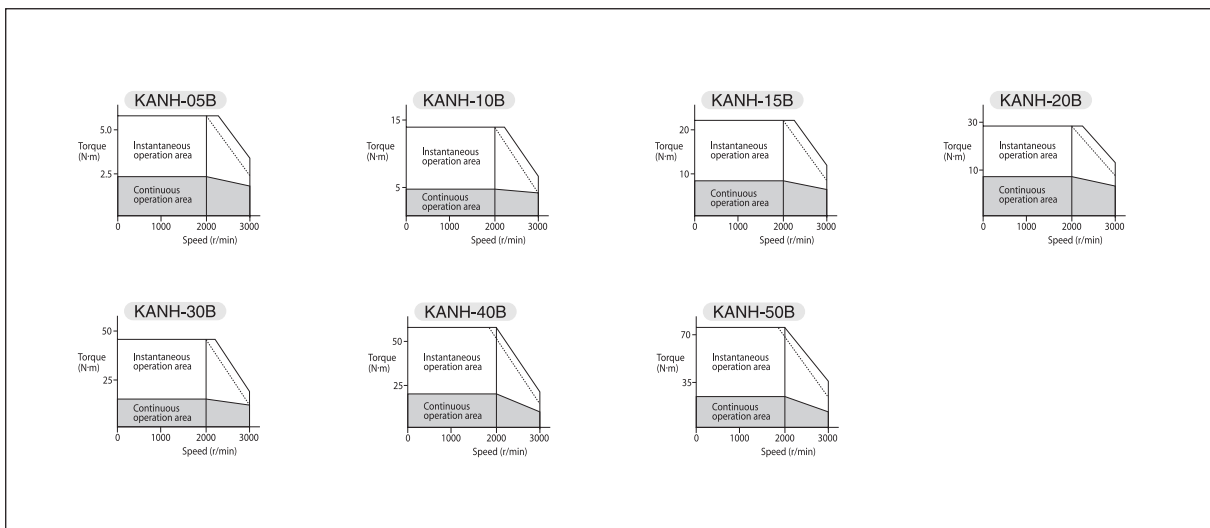 KANH-05B
5.0
Torque
(N·m)
2.5
Instantaneous
operation area
Continuous
operation area
0 1000 2000 3000
Speed (r/min)
KANH-10B
15
Torque
(N·m)
5
Instantaneous
operation area
Continuous
operation area
0 1000 2000 3000
Speed (r/min)
KANH-15B
20
Torque
(N·m)
10
Instantaneous
operation area
Continuous
operation area
0 1000 2000 3000
Speed (r/min)
KANH-20B
30
Torque
(N·m)
10
Instantaneous
operation area
Continuous
operation area
0 1000 2000 3000
Speed (r/min)
KANH-30B
50
Torque
(N·m)
25
Instantaneous
operation area
Continuous
operation area
0 1000 2000 3000
Speed (r/min)
KANH-40B
50
Torque
(N·m)
25
Instantaneous
operation area
Continuous
operation area
0 1000 2000 3000
Speed (r/min)
KANH-50B
70
Torque
(N·m)
35
Instantaneous
operation area
Continuous
operation area
0 1000 2000 3000
Speed (r/min)